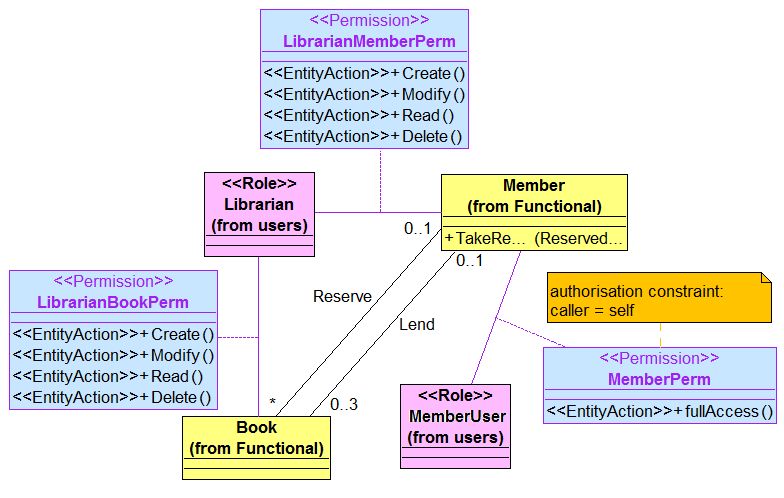 <<Permission>>
LibrarianMemberPerm
<<EntityAction>>+Create()
<<EntityAction>>+Modify()
<<EntityAction>>+Read()
<<EntityAction>>+Delete()
<<Role>>
Librarian
(from users)
Member
(from Functional)
+TakeRe... (Reserved...
0..1
0..1
<<Permission>>
LibrarianBookPerm
<<EntityAction>>+Create()
<<EntityAction>>+Modify()
<<EntityAction>>+Read()
<<EntityAction>>+Delete()
Reserve
Lend
authorisation constraint:
caller = self
<<Permission>>
MemberPerm
<<EntityAction>>+fullAccess()
<<Role>>
MemberUser
(from users)
*
0..3
Book
(from Functional)